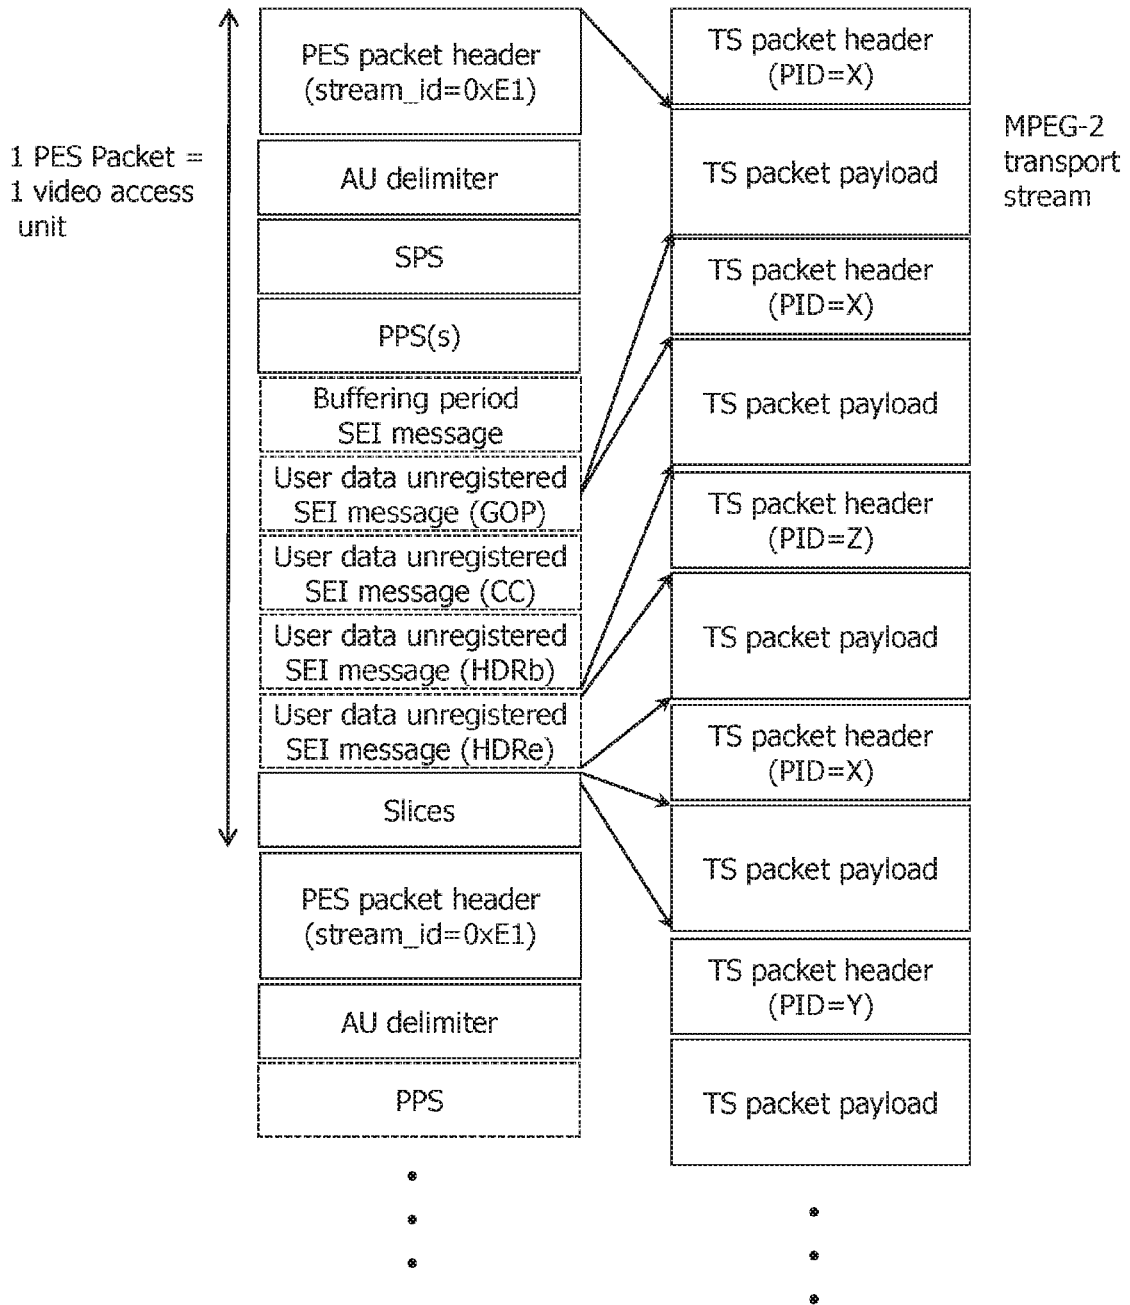 1 PES Packet =
1 video access
unit
PES packet header
(stream_id=0xE1)
AU delimiter
SPS
PPS(s)
Buffering period
SEI message
User data unregistered
SEI message (GOP)
User data unregistered
SEI message (CC)
User data unregistered
SEI message (HDRb)
User data unregistered
SEI message (HDRe)
Slices
PES packet header
(stream_id=0xE1)
AU delimiter
PPS
TS packet header
(PID=X)
TS packet payload
TS packet header
(PID=X)
TS packet payload
TS packet header
(PID=Z)
TS packet payload
TS packet header
(PID=X)
TS packet payload
TS packet header
(PID=Y)
TS packet payload
MPEG-2
transport
stream